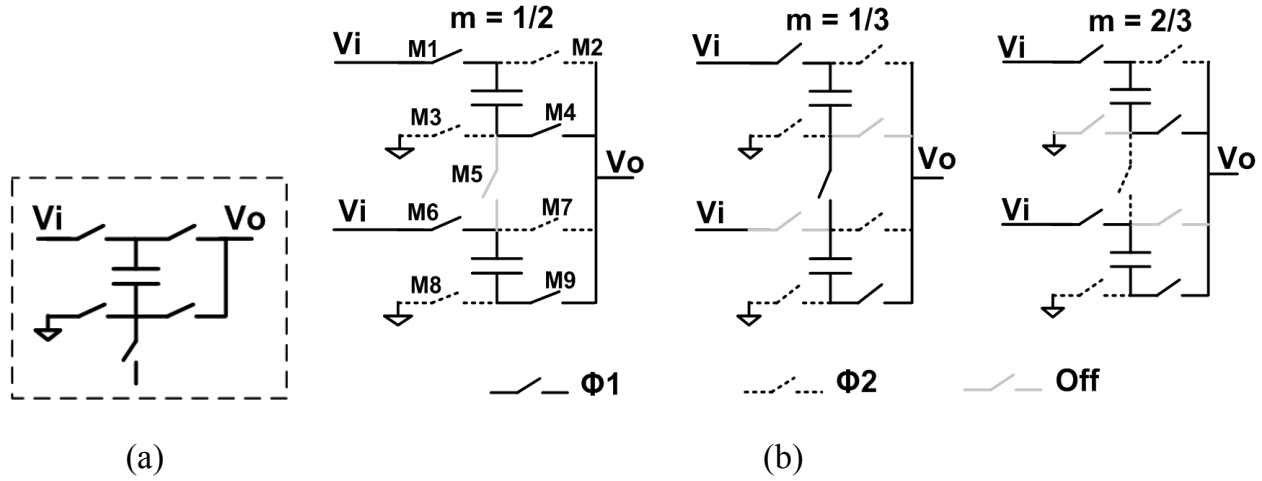 m = 1/2
m = 1/3
m = 2/3
Vi
M1
M2
Vi
Vi
M3
M4
Vo
Vo
Vo
M5
Vi
M6
M7
Vi
Vi
Vi
Vo
M8
M9
Φ1
Φ2
Off
(a)
(b)